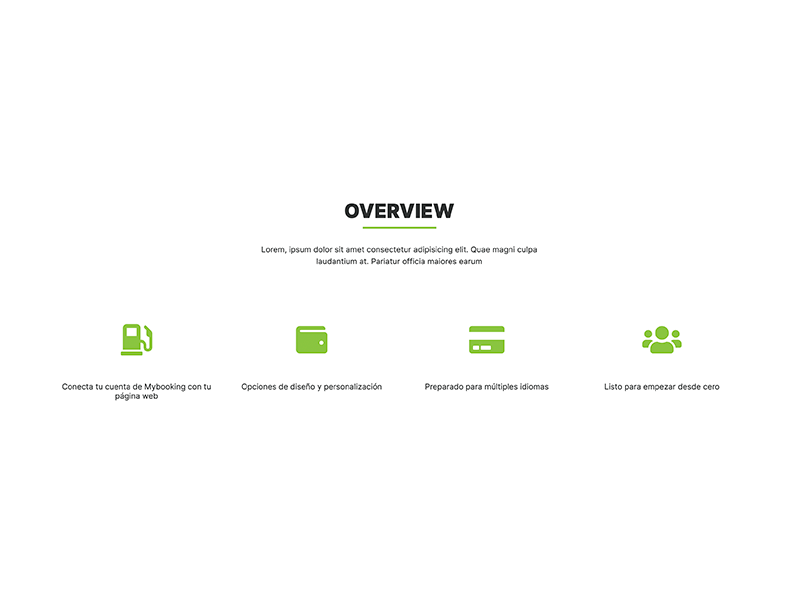 OVERVIEW
Lorem, ipsum dolor sit amet consectetur adipisicing elit. Quae magni culpa
laudantium at. Pariatur officia maiores earum
Conecta tu cuenta de Mybooking con tu
página web
Opciones de diseño y personalización
Preparado para múltiples idiomas
Listo para empezar desde cero